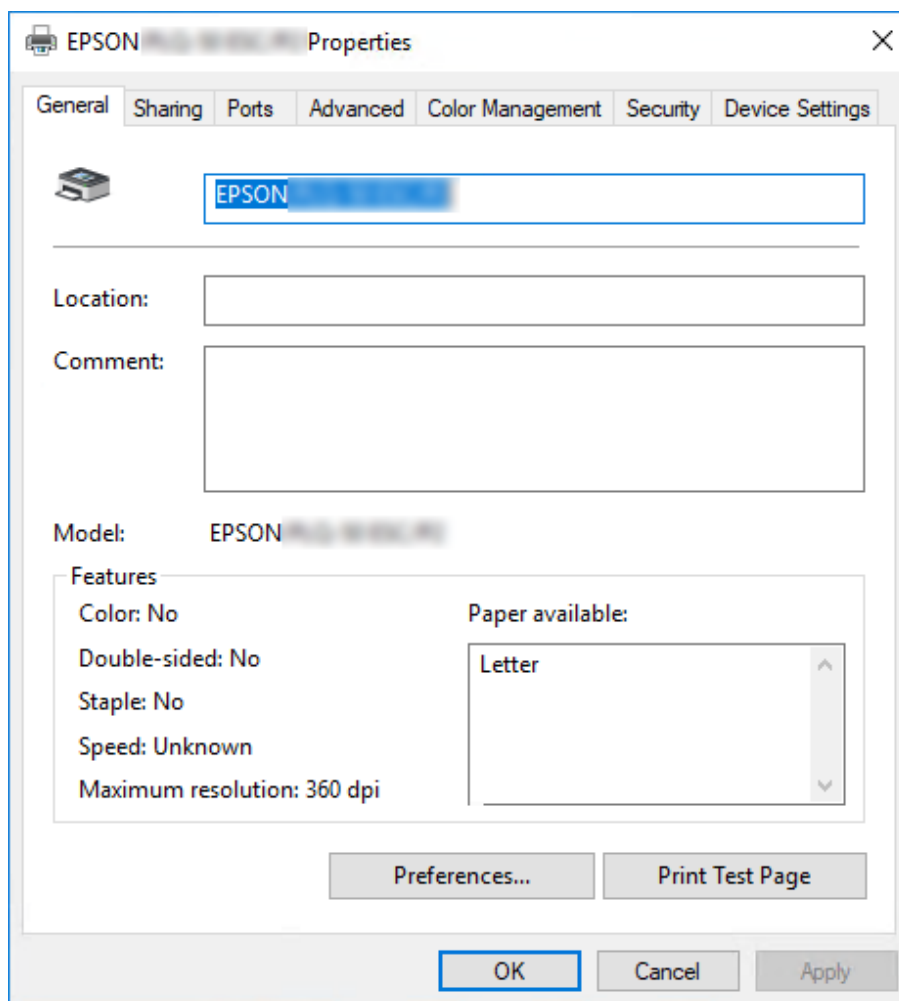 EPSON Properties
General Sharing Ports Advanced Color Management Security Device Settings
EPSON
Location:
Comment:
Model: EPSON
Features
Color: No
Paper available:
Double-sided: No
Letter
Staple: No
Speed: Unknown
Maximum resolution: 360 dpi
Preferences... Print Test Page
OK Cancel Apply